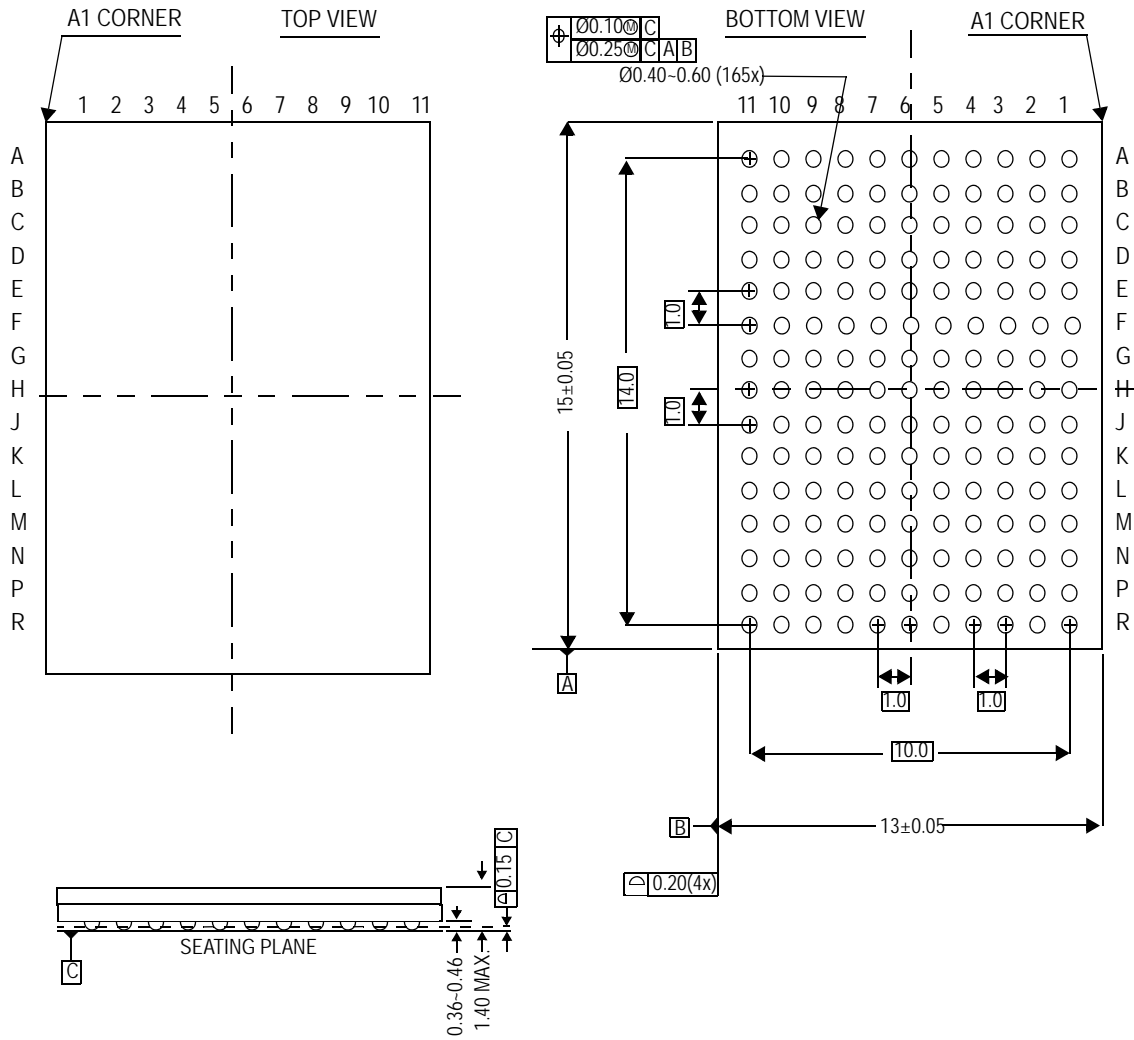 A1 CORNER
TOP VIEW
1 2 3 4 5 6 7 8 9 10 11
A
B
C
D
E
F
G
H
J
K
L
M
N
P
R
Ø0.10Ⓜ C
Ø0.25Ⓜ C A B
Ø0.40~0.60 (165x)
BOTTOM VIEW
A1 CORNER
11 10 9 8 7 6 5 4 3 2 1
A
B
C
D
E
F
G
H
J
K
L
M
N
P
R
1.0
1.0
15±0.05
14.0
A
1.0
1.0
10.0
B
13±0.05
0.20(4x)
0.15 C
SEATING PLANE
C
0.36~0.46
1.40 MAX.